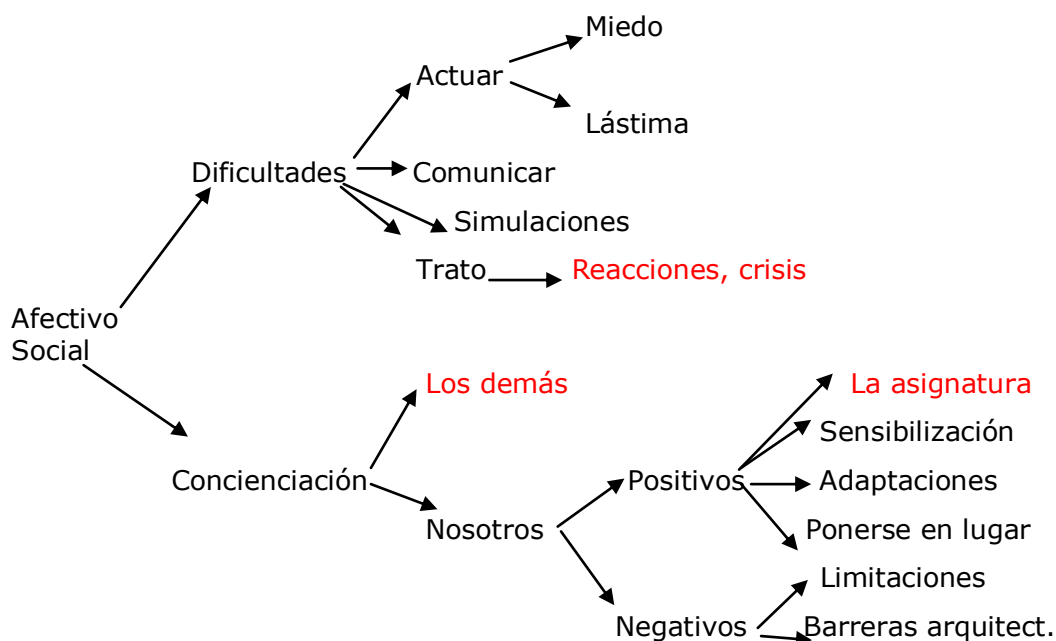 Miedo
Actuar
Lástima
Dificultades
Comunicar
Simulaciones
Trato
Reacciones, crisis
Afectivo
Social
Los demás
La asignatura
Sensibilización
Concienciación
Positivos
Adaptaciones
Nosotros
Ponerse en lugar
Limitaciones
Negativos
Barreras arquitect.